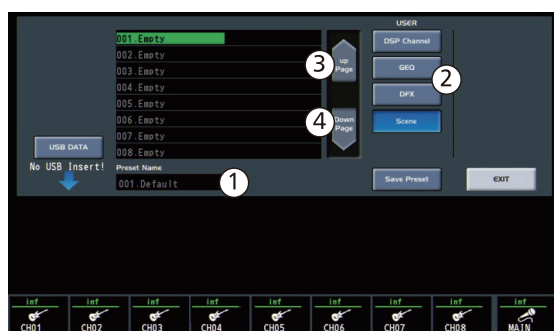 USER
001.Empty
002.Empty
003.Empty
004.Empty
005.Empty
006.Empty
007.Empty
008.Empty
3
up
Page
4
Down
Page
DSP Channel
GEQ
2
DFX
Scene
USB DATA
No USB Insert!
Preset Name
001.Default
1
Save Preset
EXIT
inf inf inf inf inf inf inf inf inf
CH01 CH02 CH03 CH04 CH05 CH06 CH07 CH08 MAIN